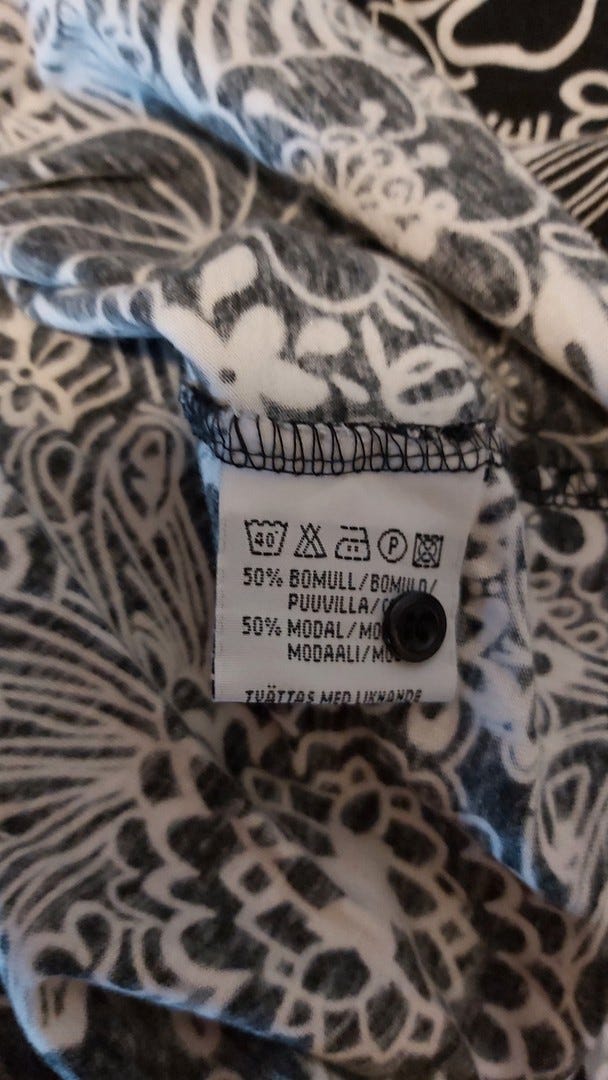 40° P
50% BOMULL/BOMULD/
PUUVILLA/
50% MODAL/
MODAALI/
TVÄTTAS MED LIKNANDE